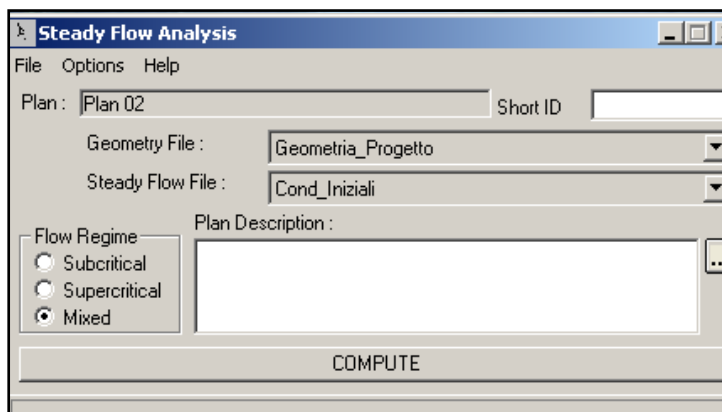 Steady Flow Analysis
File Options Help
Plan : Plan 02 Short ID
Geometry File : Geometria_Progetto
Steady Flow File : Cond_Iniziali
Plan Description :
Flow Regime
Subcritical
Supercritical
Mixed
...
COMPUTE